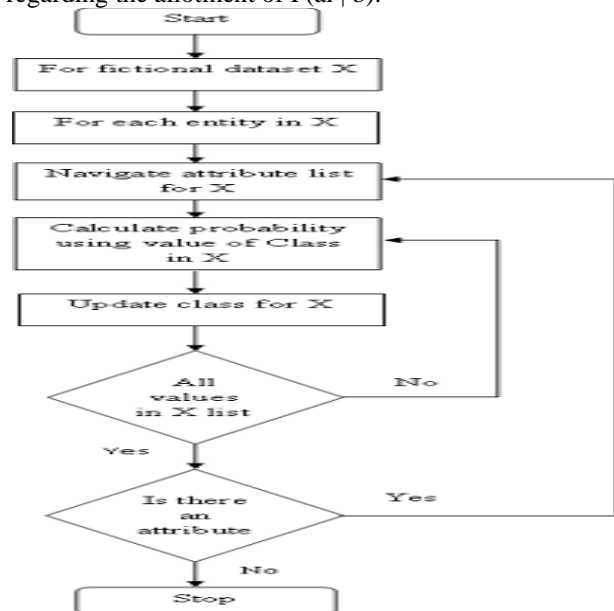 regarding the allotment of P(ai | b).
Start
For fictional dataset X
For each entity in X
Navigate attribute list
for X
Calculate probability
using value of Class
in X
Update class for X
All
values
in X list
No
Yes
Is there
an
attribute
Yes
No
Stop